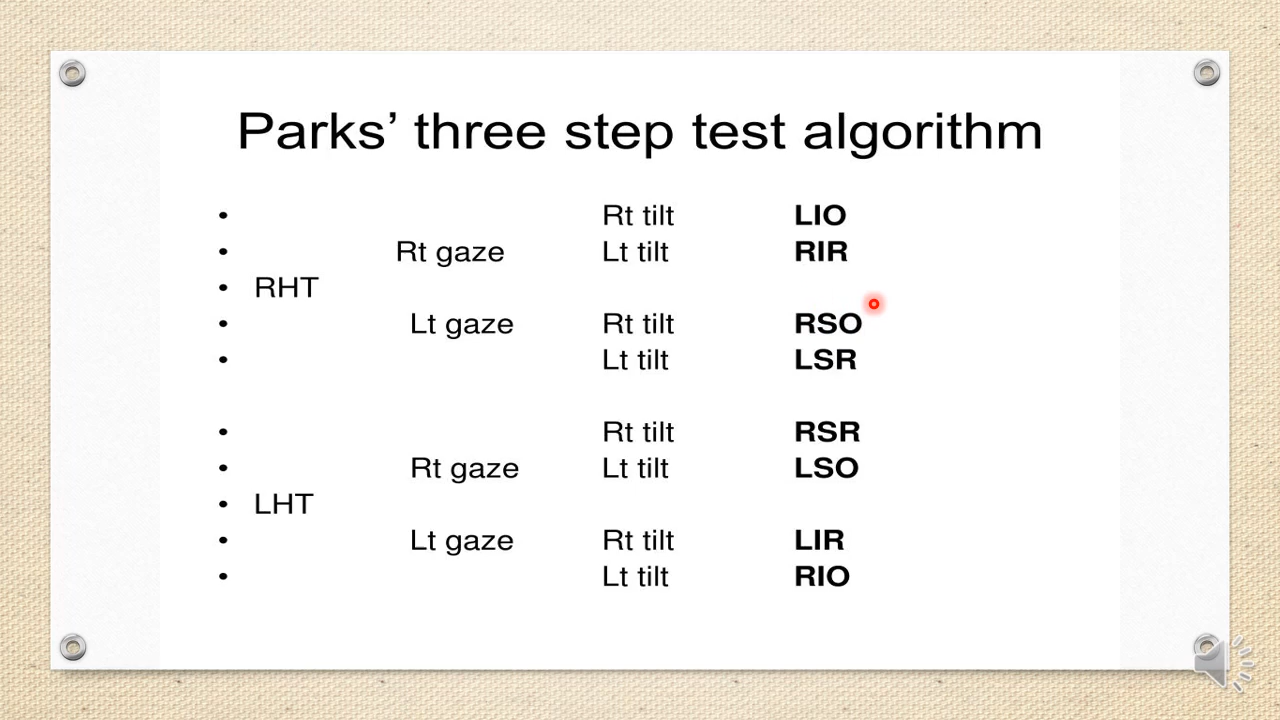 Parks’ three step test algorithm
• Rt tilt LIO
• Rt gaze Lt tilt RIR
• RHT
• Lt gaze Rt tilt RSO
• Lt tilt LSR
• Rt tilt RSR
• Rt gaze Lt tilt LSO
• LHT
• Lt gaze Rt tilt LIR
• Lt tilt RIO